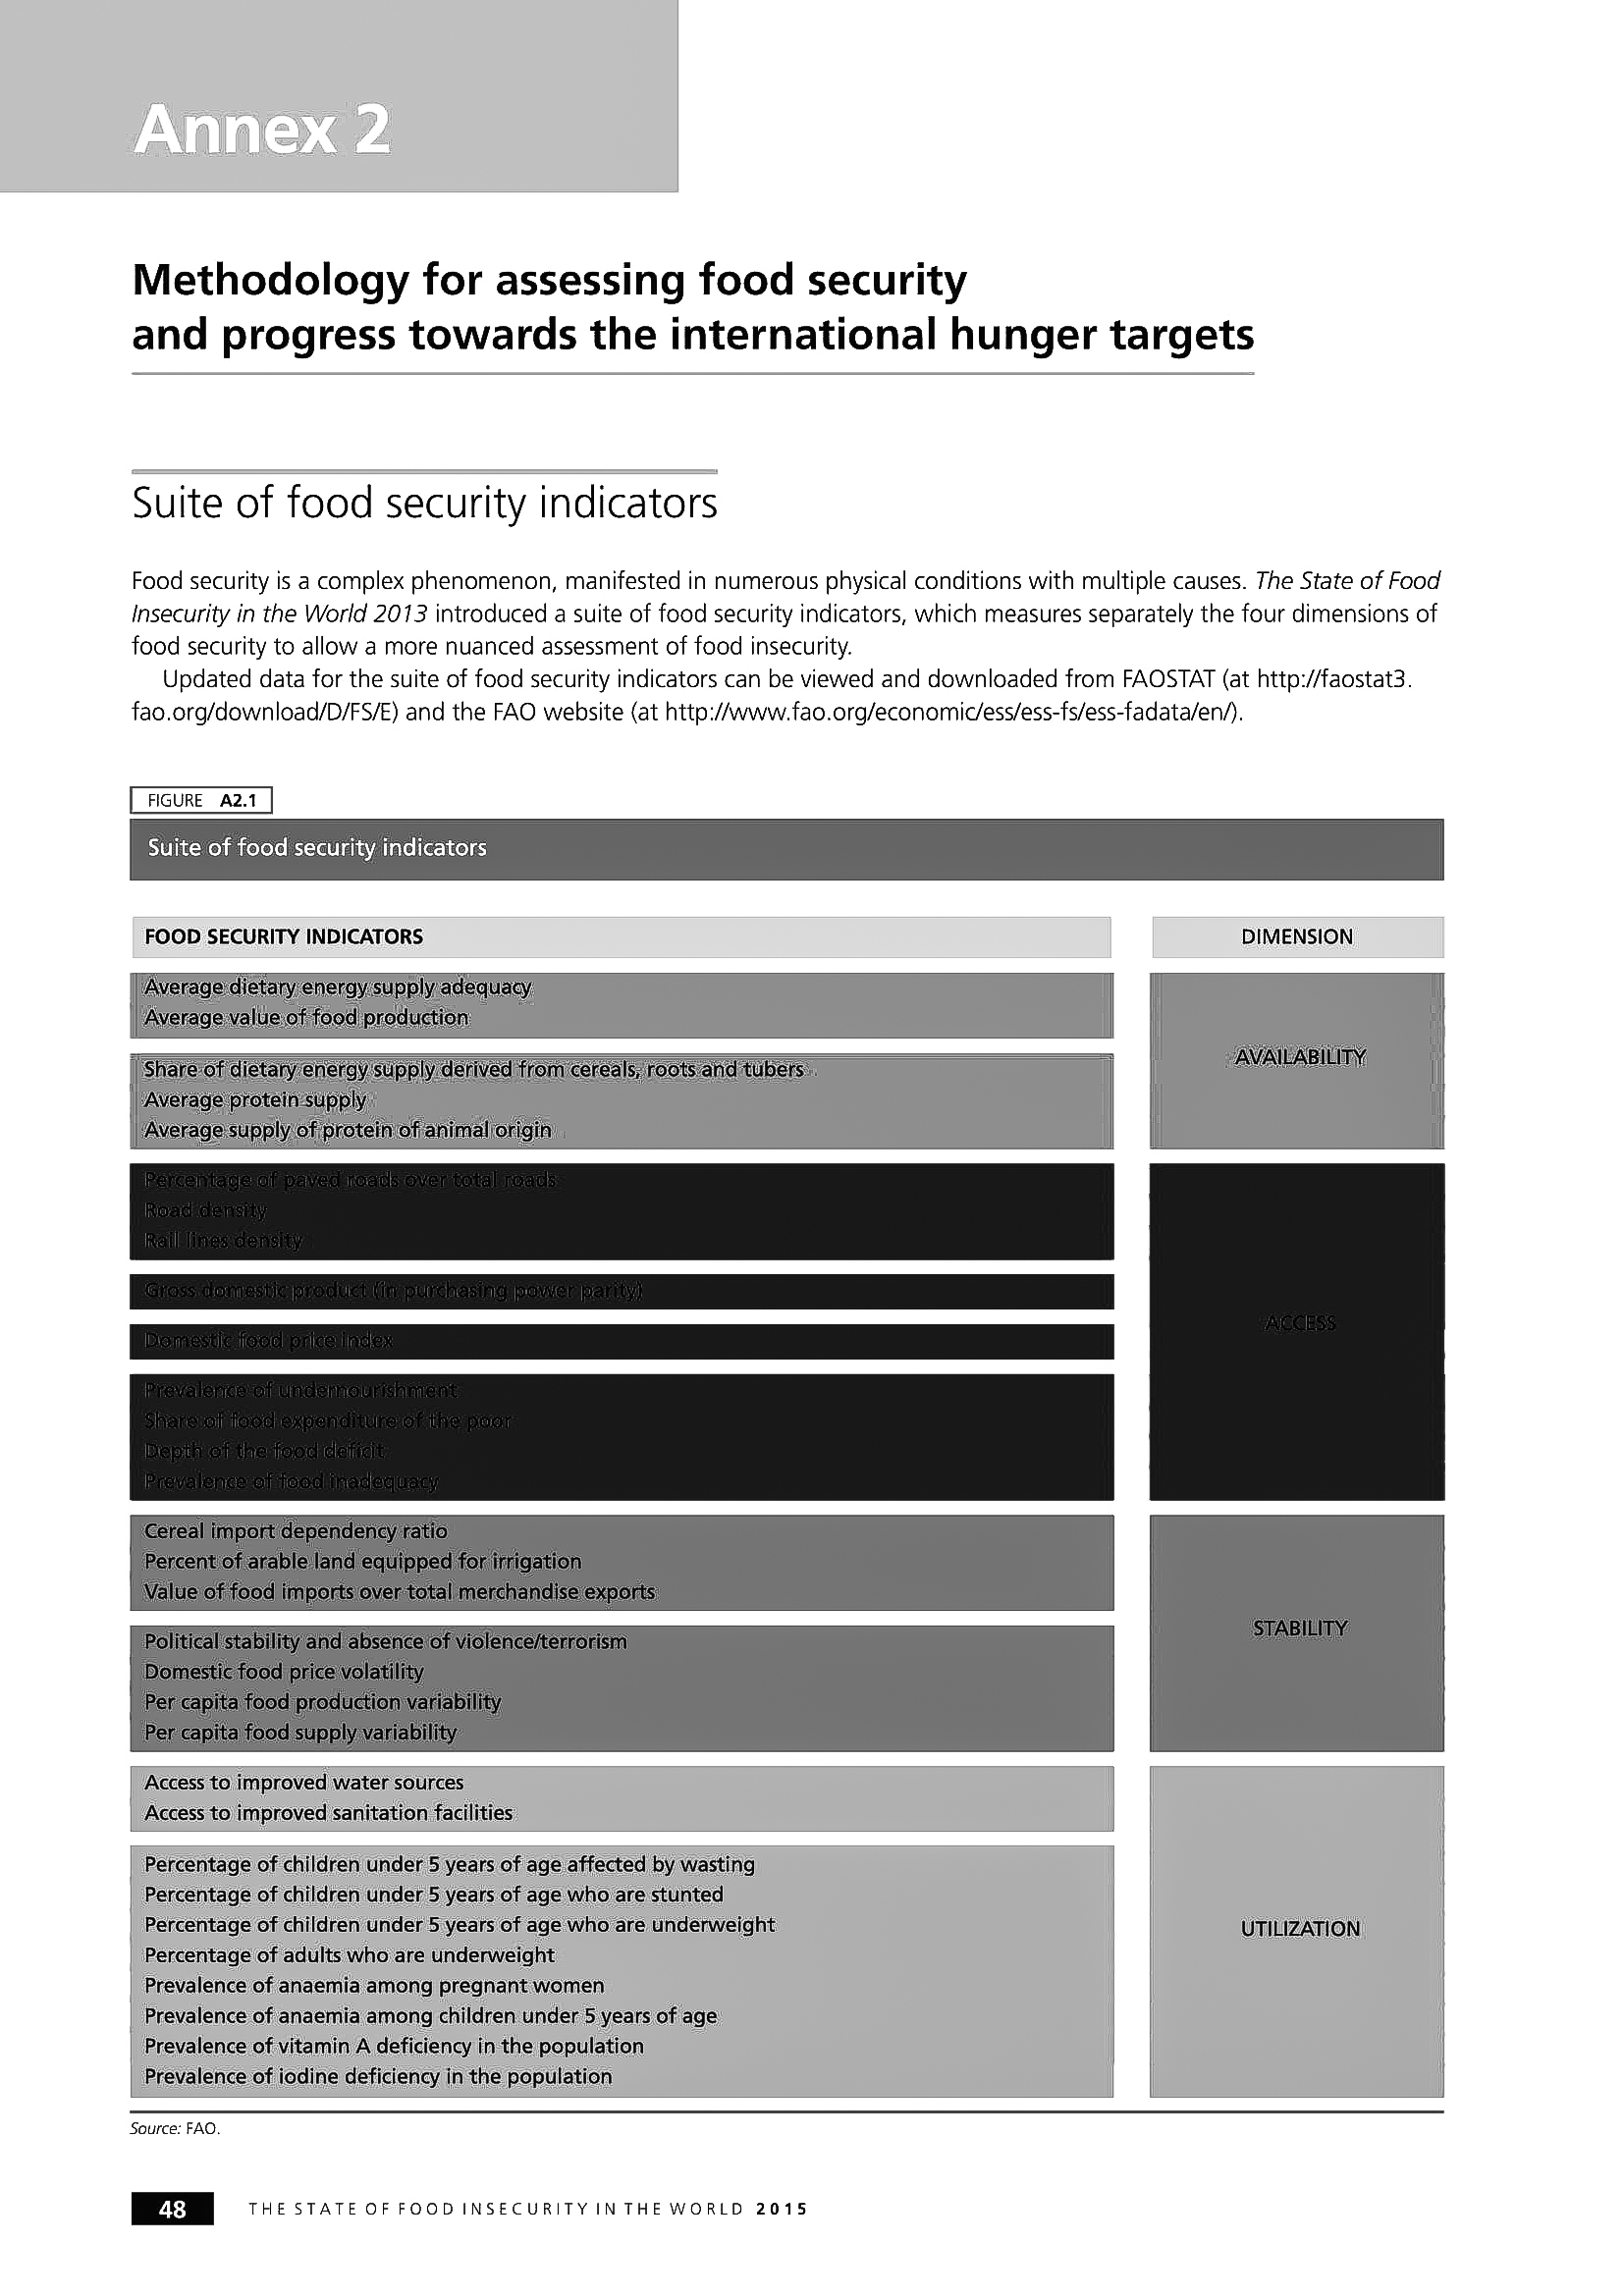 Annex 2
Methodology for assessing food security
and progress towards the international hunger targets
Suite of food security indicators
Food security is a complex phenomenon, manifested in numerous physical conditions with multiple causes. The State of Food
Insecurity in the World 2013 introduced a suite of food security indicators, which measures separately the four dimensions of
food security to allow a more nuanced assessment of food insecurity.
Updated data for the suite of food security indicators can be viewed and downloaded from FAOSTAT (at http://faostat3.
fao.org/download/D/FS/E) and the FAO website (at http://www.fao.org/economic/ess/ess-fs/ess-fadata/en/).
FIGURE A2.1
Suite of food security indicators
FOOD SECURITY INDICATORS
DIMENSION
Average dietary energy supply adequacy
Average value of food production
Share of dietary energy supply derived from cereals, roots and tubers
Average protein supply
Average supply of protein of animal origin
AVAILABILITY
Percentage of paved roads over total roads
Road density
Rail lines density
Gross domestic product (in purchasing power parity)
Domestic food price index
Prevalence of undernourishment
Share of food expenditure of the poor
Depth of the food deficit
Prevalence of food inadequacy
ACCESS
Cereal import dependency ratio
Percent of arable land equipped for irrigation
Value of food imports over total merchandise exports
Political stability and absence of violence/terrorism
Domestic food price volatility
Per capita food production variability
Per capita food supply variability
STABILITY
Access to improved water sources
Access to improved sanitation facilities
Percentage of children under 5 years of age affected by wasting
Percentage of children under 5 years of age who are stunted
Percentage of children under 5 years of age who are underweight
Percentage of adults who are underweight
Prevalence of anaemia among pregnant women
Prevalence of anaemia among children under 5 years of age
Prevalence of vitamin A deficiency in the population
Prevalence of iodine deficiency in the population
UTILIZATION
Source: FAO.
48 THE STATE OF FOOD INSECURITY IN THE WORLD 2015